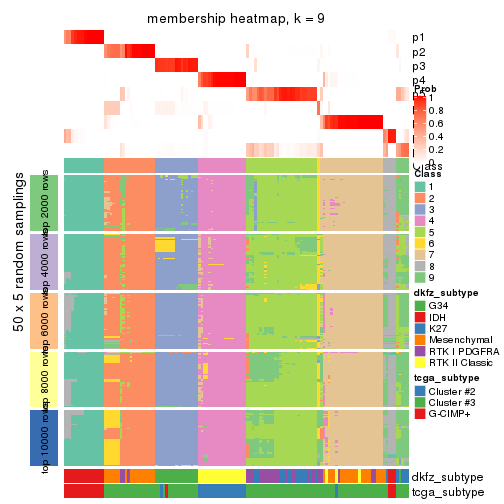 membership heatmap, k = 9
p1
p2
p3
p4
Prob
1
0.8
0.6
0.4
0.2
0
Class
Class
1
2
3
4
5
6
7
8
9
50 x 5 random samplings
top 2000 rows
top 4000 rows
top 6000 rows
top 8000 rows
top 10000 rows
dkfz_subtype
G34
IDH
K27
Mesenchymal
RTK I PDGFRA
RTK II Classic
tcga_subtype
Cluster #2
Cluster #3
G-CIMP+
dkfz_subtype
tcga_subtype